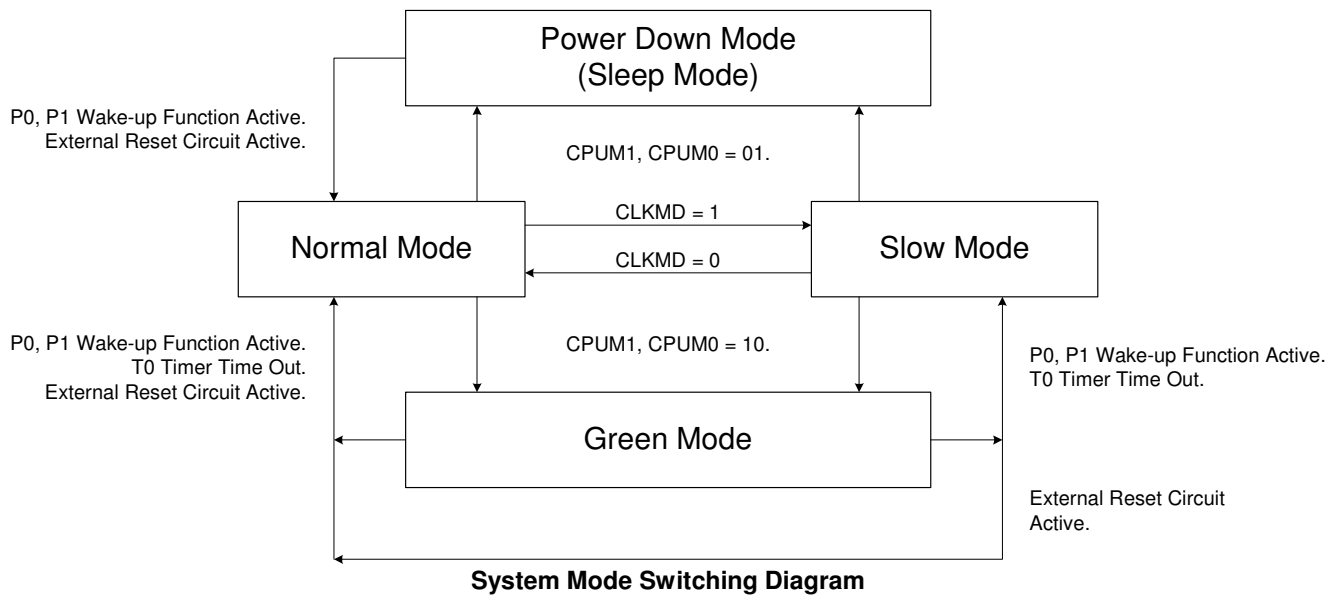 Power Down Mode
(Sleep Mode)
P0, P1 Wake-up Function Active.
External Reset Circuit Active.
CPUM1, CPUM0 = 01.
CLKMD = 1
Normal Mode
Slow Mode
CLKMD = 0
P0, P1 Wake-up Function Active.
T0 Timer Time Out.
External Reset Circuit Active.
CPUM1, CPUM0 = 10.
P0, P1 Wake-up Function Active.
T0 Timer Time Out.
Green Mode
External Reset Circuit
Active.
System Mode Switching Diagram